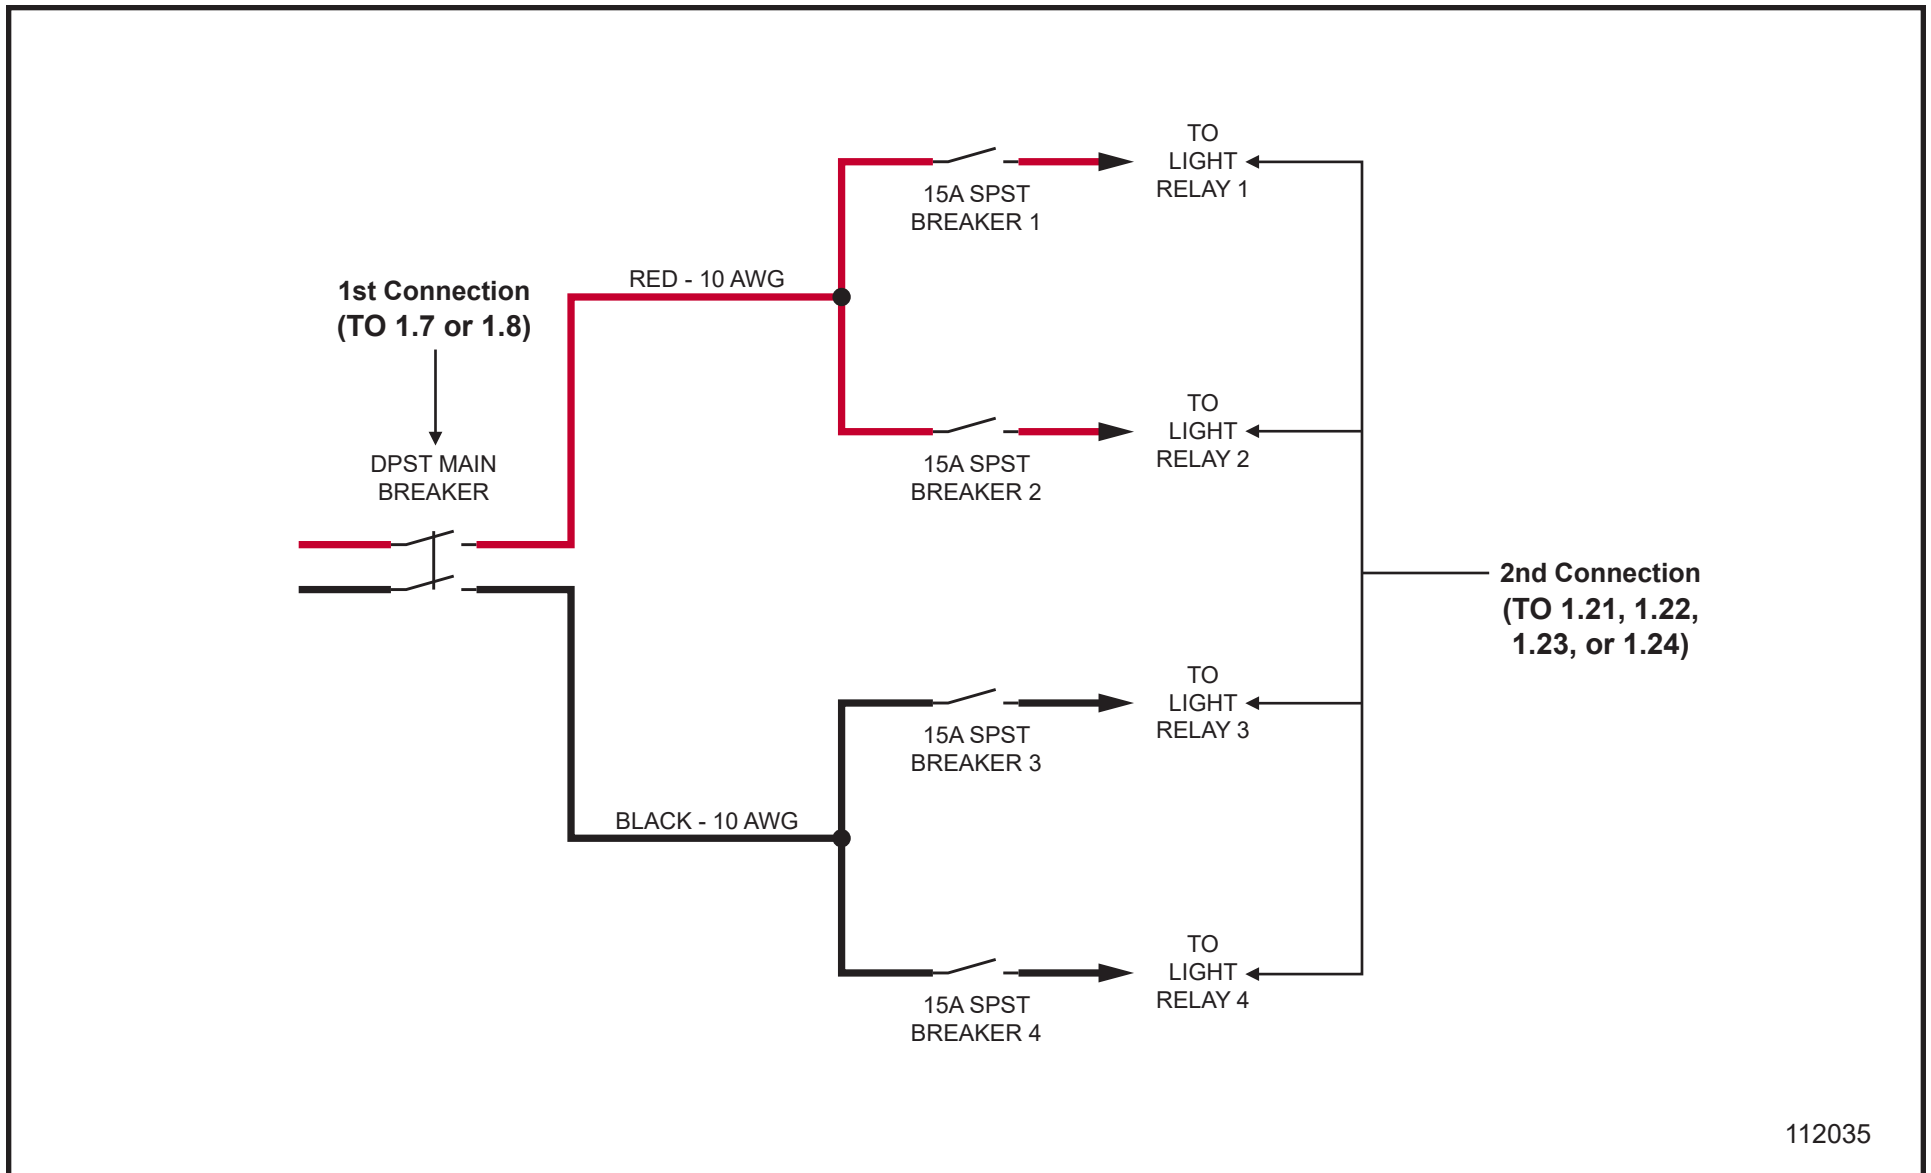 TO
LIGHT
RELAY 1
15A SPST
BREAKER 1
RED - 10 AWG
1st Connection
(TO 1.7 or 1.8)
TO
LIGHT
RELAY 2
15A SPST
BREAKER 2
DPST MAIN
BREAKER
2nd Connection
(TO 1.21, 1.22,
1.23, or 1.24)
TO
LIGHT
RELAY 3
15A SPST
BREAKER 3
BLACK - 10 AWG
TO
LIGHT
RELAY 4
15A SPST
BREAKER 4
112035